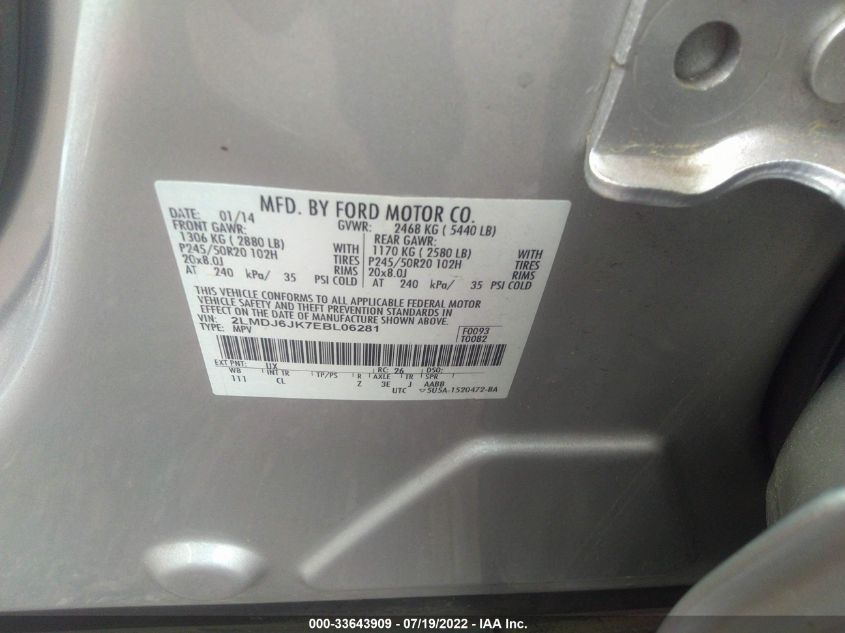 MFD. BY FORD MOTOR CO.
DATE: 01/14 GVWR: 2468 KG ( 5440 LB)
FRONT GAWR: REAR GAWR:
1306 KG ( 2880 LB) WITH 1170 KG ( 2580 LB) WITH
P245/50R20 102H TIRES P245/50R20 102H TIRES
20x8.0J RIMS 20x8.0J RIMS
AT 240 kPa/ 35 PSI COLD AT 240 kPa/ 35 PSI COLD
THIS VEHICLE CONFORMS TO ALL APPLICABLE FEDERAL MOTOR
VEHICLE SAFETY AND THEFT PREVENTION STANDARDS IN
EFFECT ON THE DATE OF MANUFACTURE SHOWN ABOVE.
VIN: 2LMDJ6JK7EBL06281 F0093
TYPE: MPV T0082
EXT PNT: UX RC: 26 DSO:
WB INT TR TP/PS R AXLE TR SPR
111 CL Z 3E J AABB
UTC 5U5A-1520472-BA
000-33643909 - 07/19/2022 - IAA Inc.